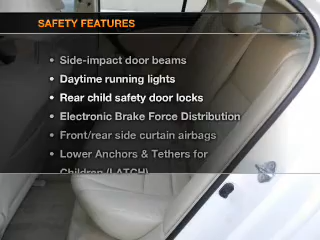 SAFETY FEATURES
• Side-impact door beams
• Daytime running lights
• Rear child safety door locks
• Electronic Brake Force Distribution
• Front/rear side curtain airbags
• Lower Anchors & Tethers for
Children (LATCH)